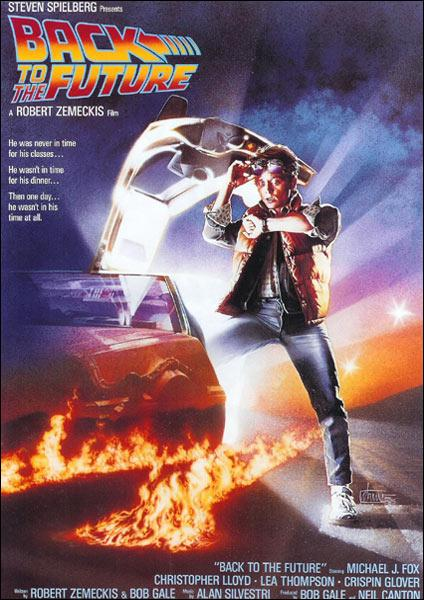 STEVEN SPIELBERG Presents
BACK
TO
THE FUTURE
A ROBERT ZEMECKIS Film
He was never in time
for his classes...
He wasn't in time
for his dinner...
Then one day...
he wasn't in his
time at all.
"BACK TO THE FUTURE" Starring MICHAEL J. FOX
CHRISTOPHER LLOYD · LEA THOMPSON · CRISPIN GLOVER
Written by ROBERT ZEMECKIS & BOB GALE Music by ALAN SILVESTRI Produced by BOB GALE and NEIL CANTON